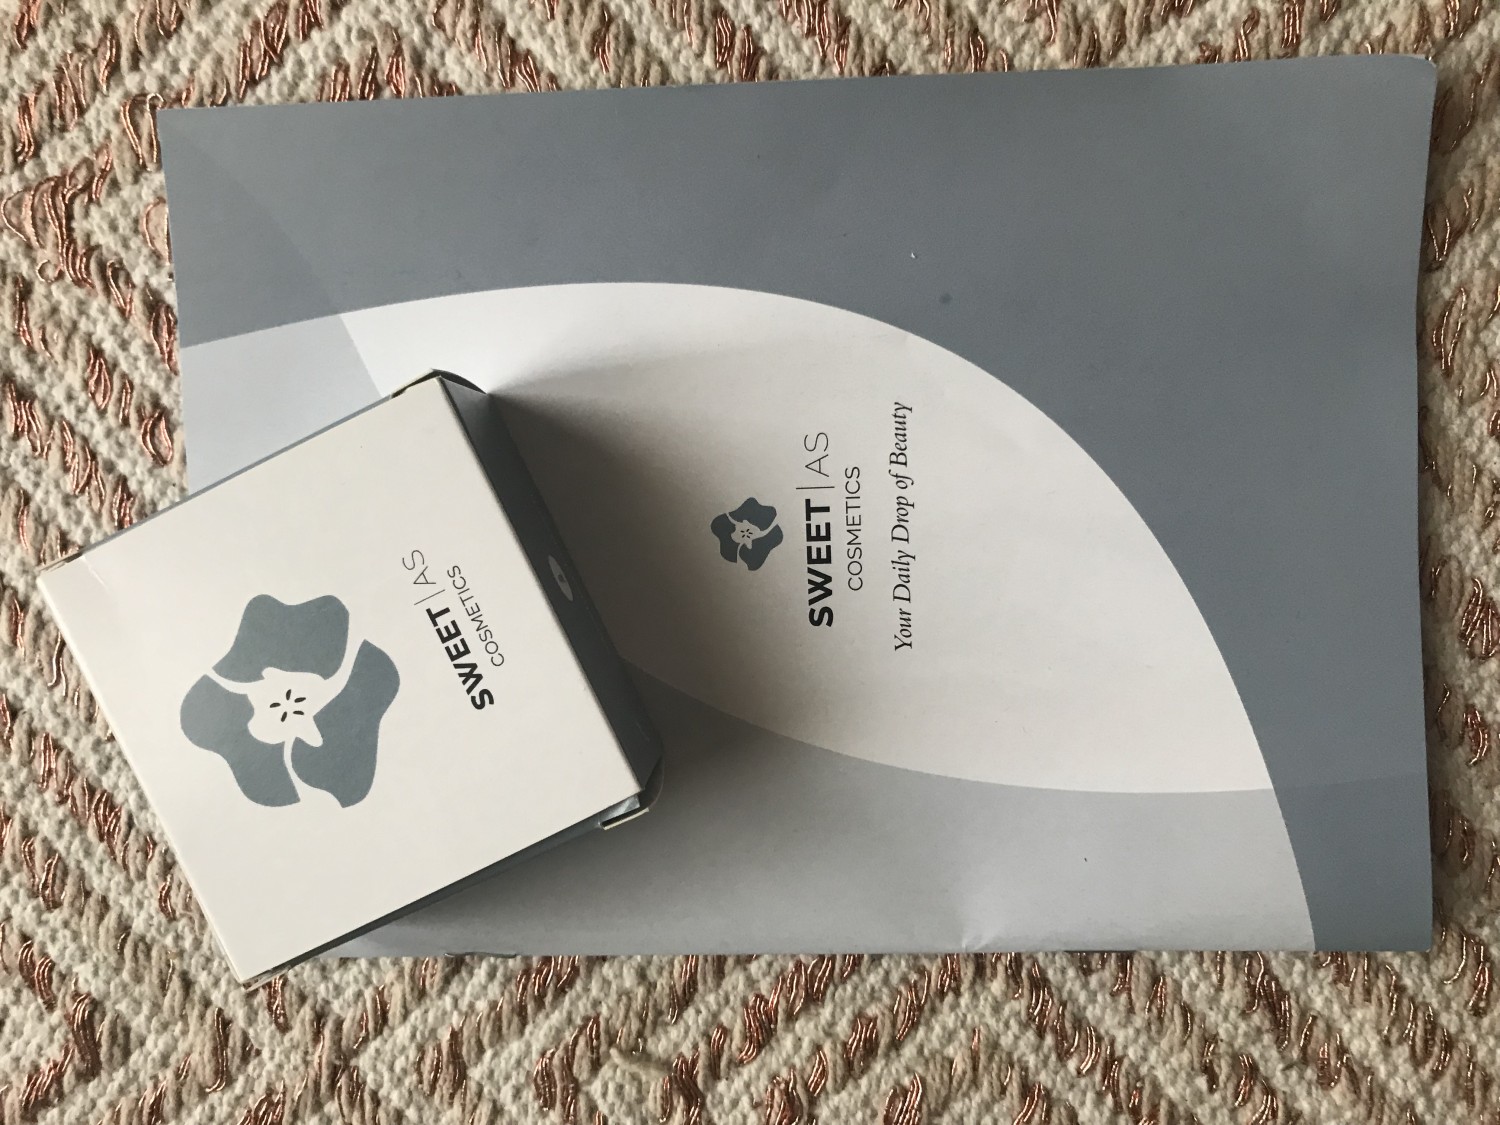 SWEET | AS
COSMETICS
SWEET | AS
COSMETICS
Your Daily Drop of Beauty